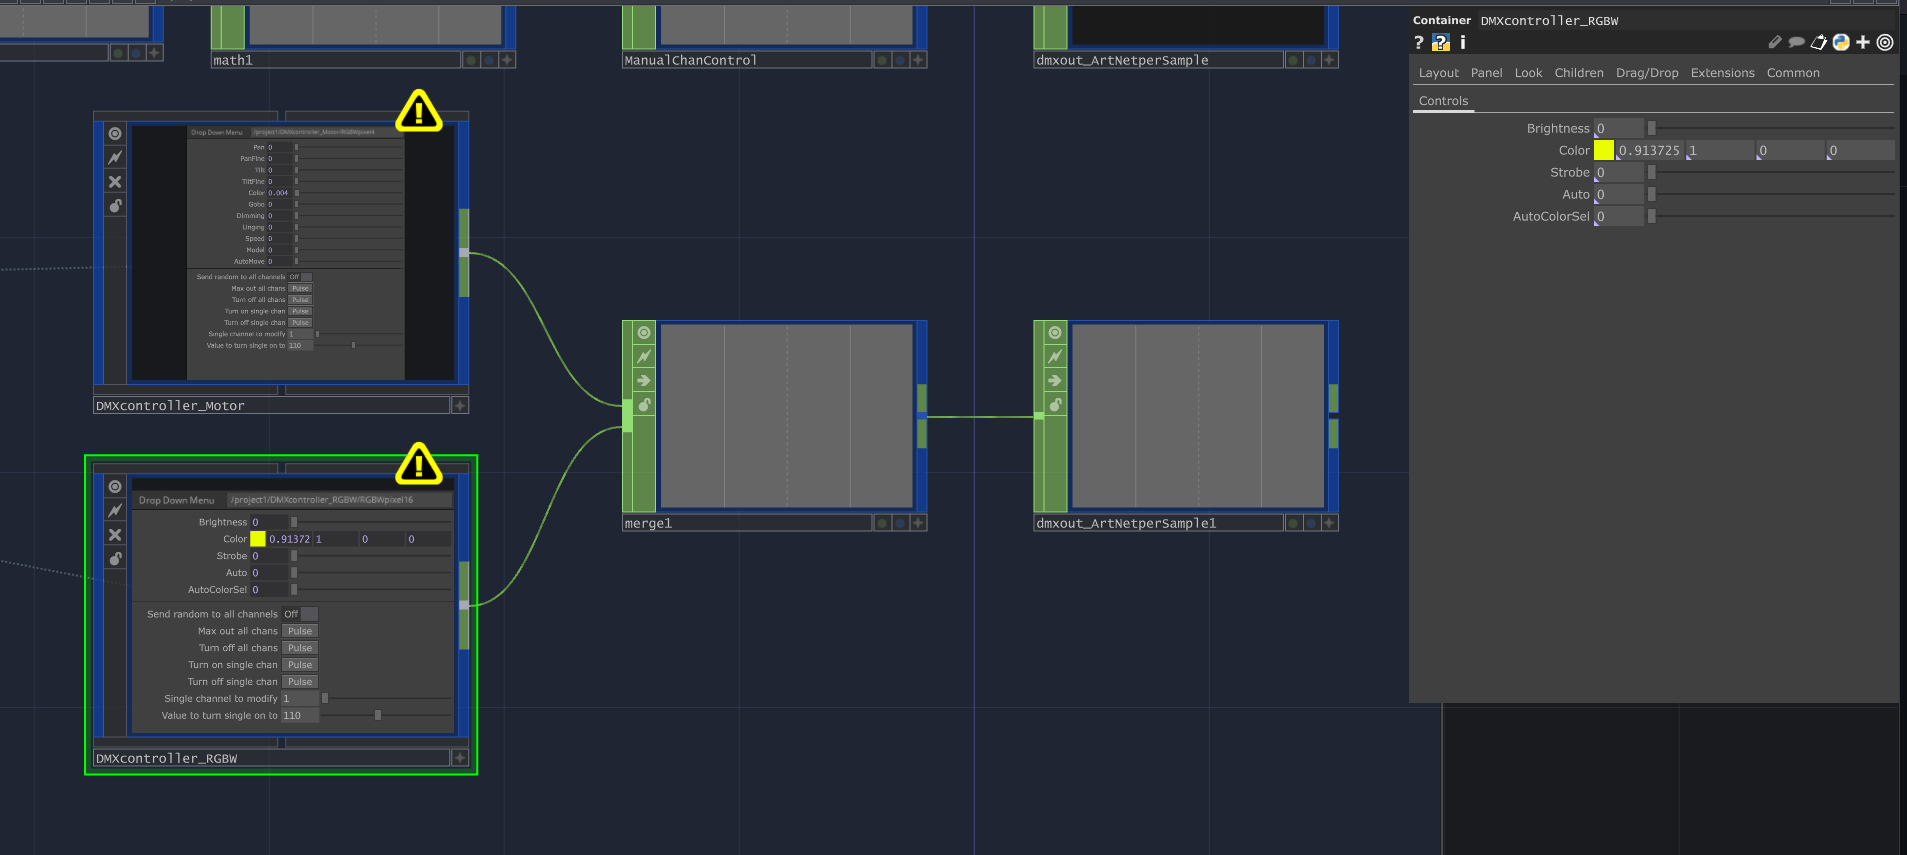 math1
ManualChanControl
dmxout_ArtNetperSample
Drop Down Menu /project1/DMXcontroller_Motor/RGBWpixel4
Pan 0
PanFine 0
Tilt 0
TiltFine 0
Color 0.004
Gobo 0
Dimming 0
Unging 0
Speed 0
Model 0
AutoMove 0
Send random to all channels Off
Max out all chans Pulse
Turn off all chans Pulse
Turn on single chan Pulse
Turn off single chan Pulse
Single channel to modify 1
Value to turn single on to 110
DMXcontroller_Motor
Drop Down Menu /project1/DMXcontroller_RGBW/RGBWpixel16
Brightness 0
Color 0.91372 1 0 0
Strobe 0
Auto 0
AutoColorSel 0
Send random to all channels Off
Max out all chans Pulse
Turn off all chans Pulse
Turn on single chan Pulse
Turn off single chan Pulse
Single channel to modify 1
Value to turn single on to 110
DMXcontroller_RGBW
merge1
dmxout_ArtNetperSample1
Container DMXcontroller_RGBW
? ? i
Layout Panel Look Children Drag/Drop Extensions Common
Controls
Brightness 0
Color 0.913725 1 0 0
Strobe 0
Auto 0
AutoColorSel 0